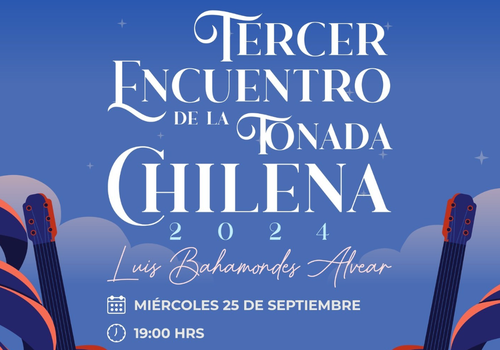 TERCER
ENCUENTRO
DE LA TONADA
CHILENA
2024
Luis Bahamondes Alvear
MIÉRCOLES 25 DE SEPTIEMBRE
19:00 HRS